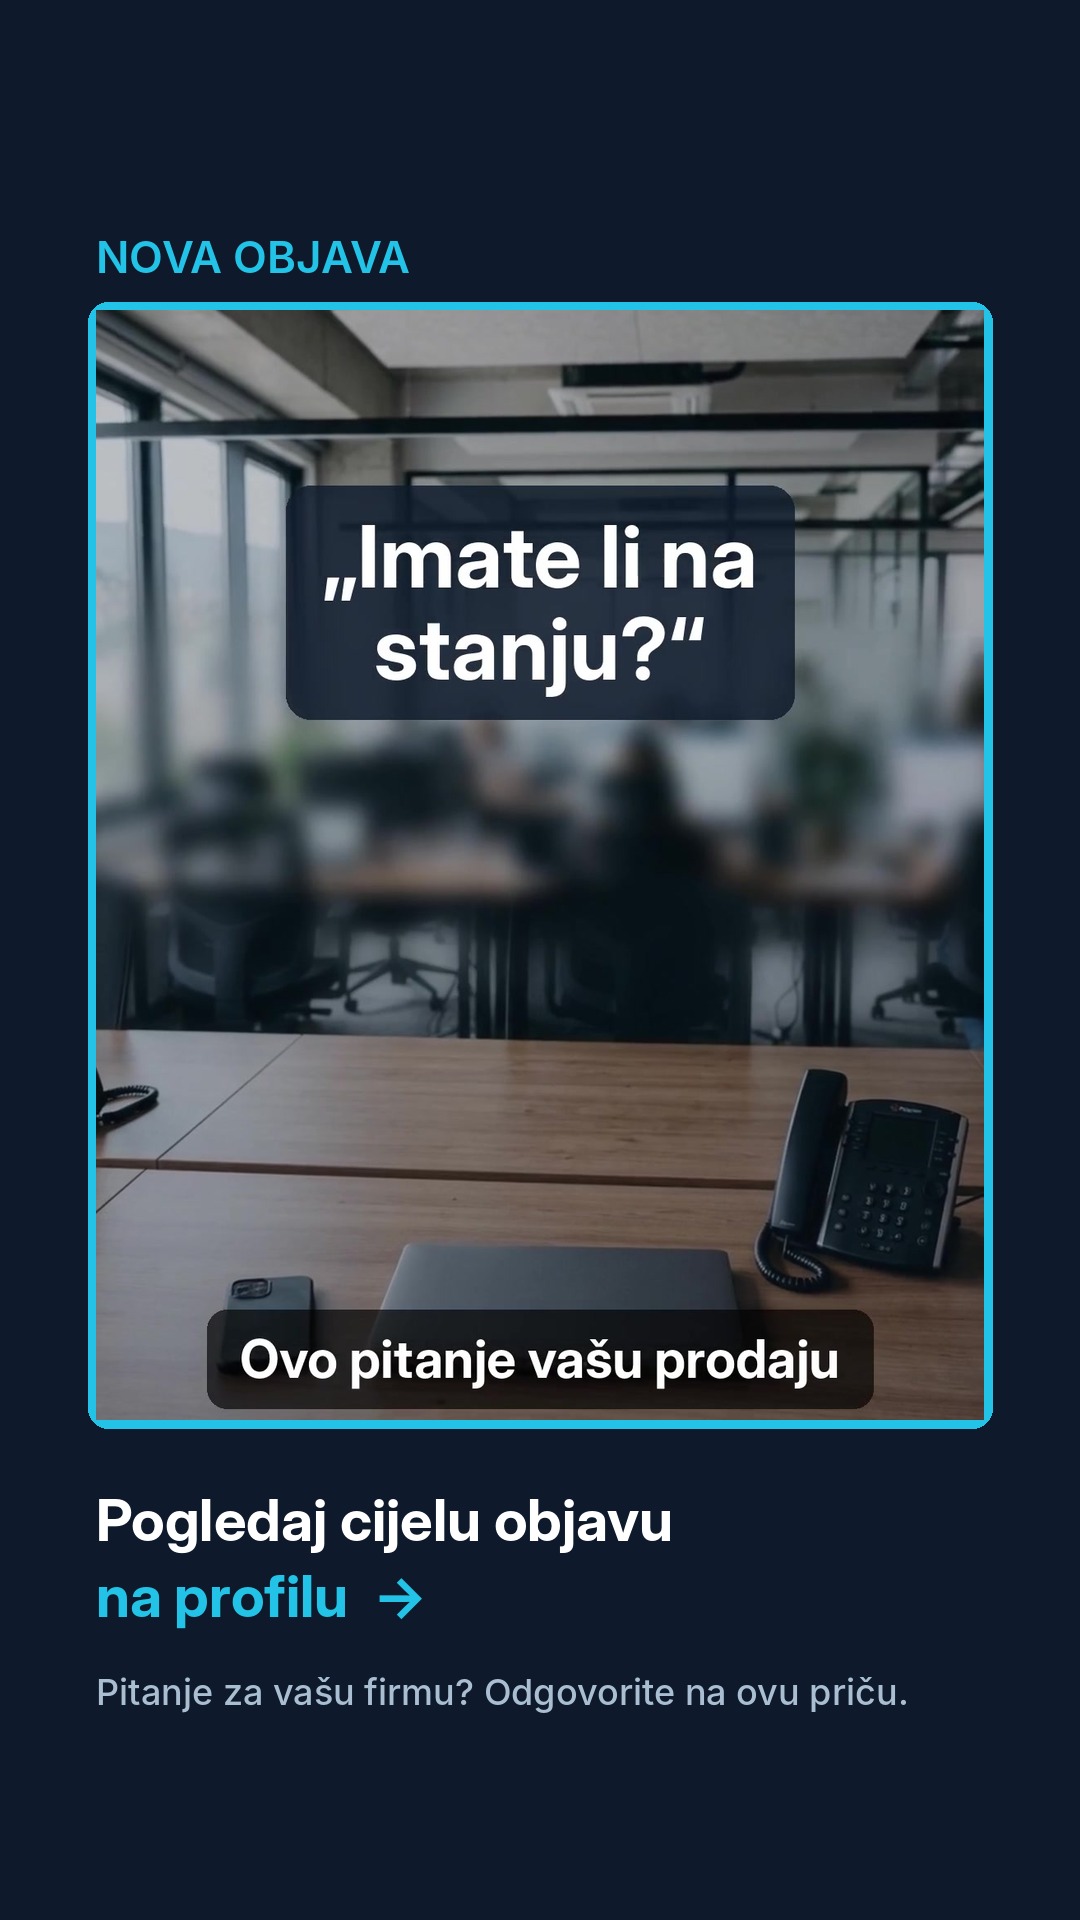 NOVA OBJAVA
„Imate li na
stanju?“
Ovo pitanje vašu prodaju
Pogledaj cijelu objavu
na profilu →
Pitanje za vašu firmu? Odgovorite na ovu priču.